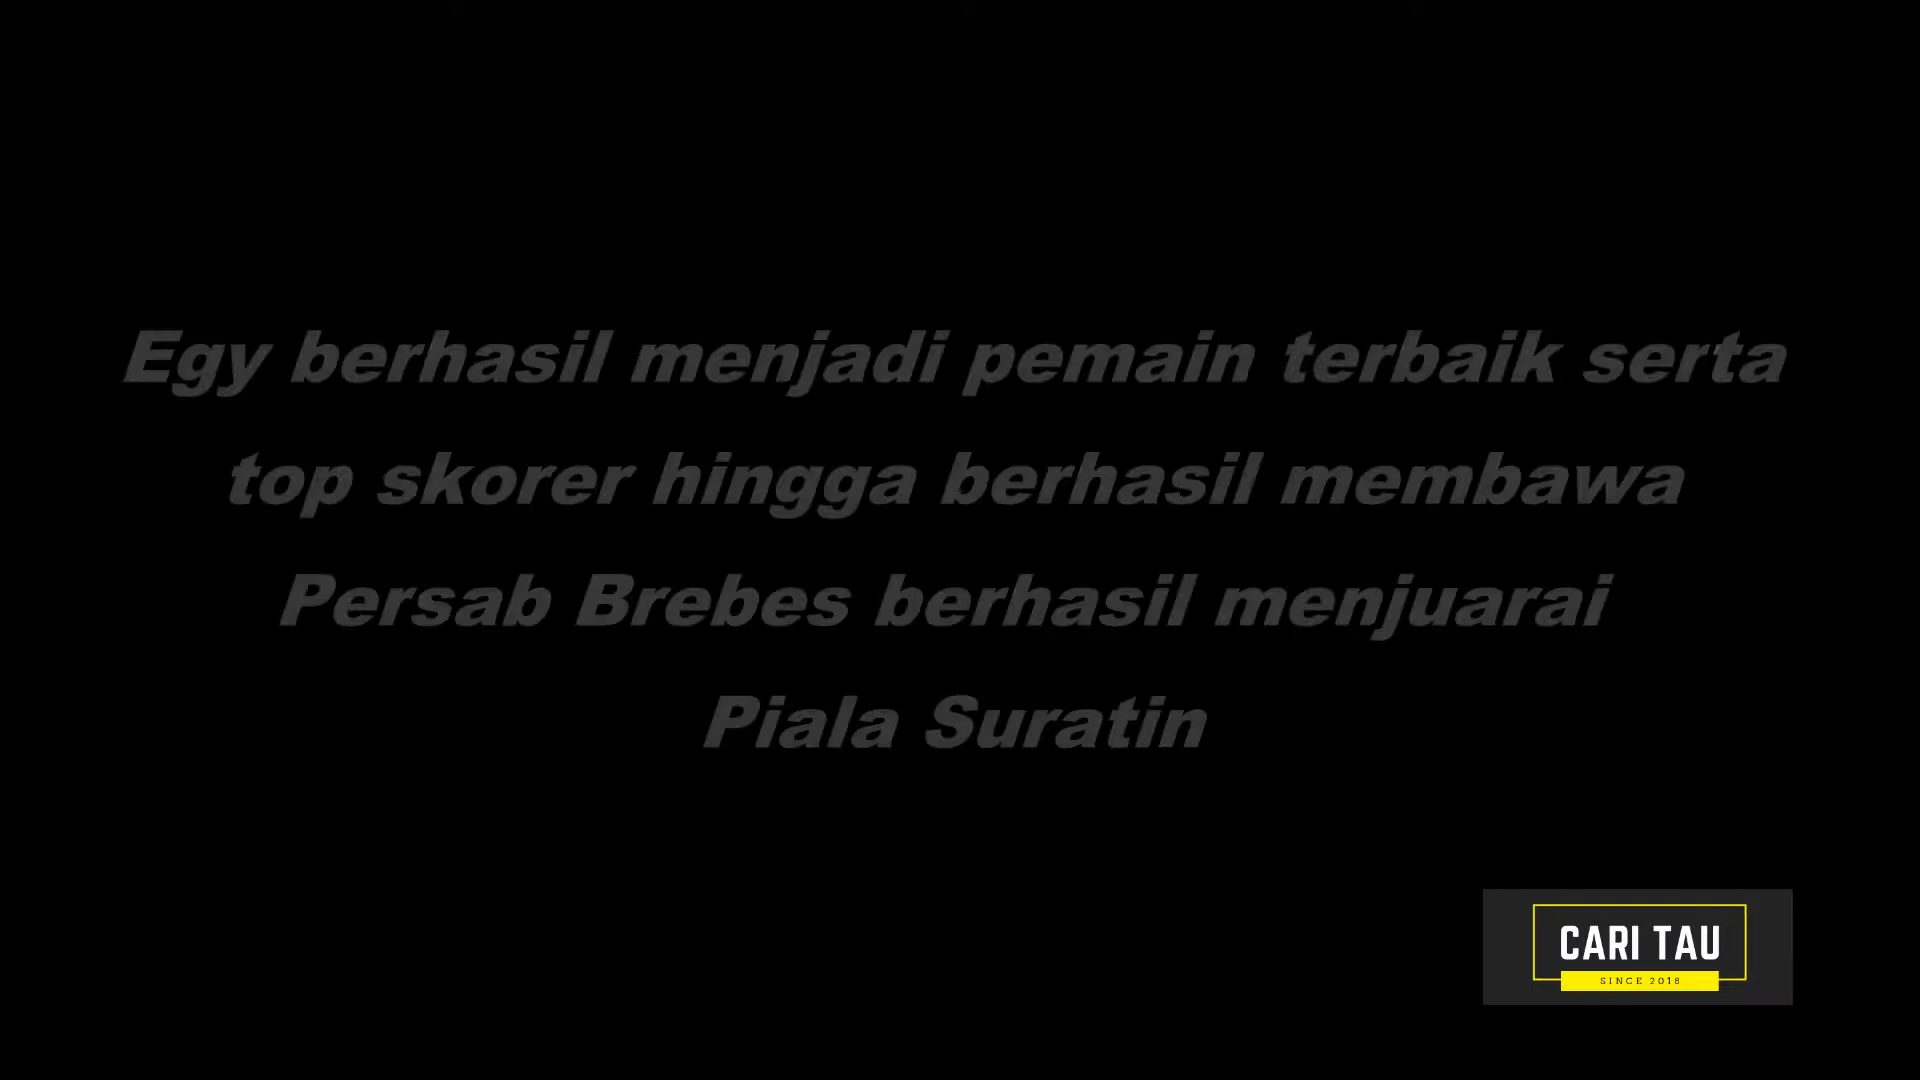 Egy berhasil menjadi pemain terbaik serta
top skorer hingga berhasil membawa
Persab Brebes berhasil menjuarai
Piala Suratin
CARI TAU
SINCE 2018